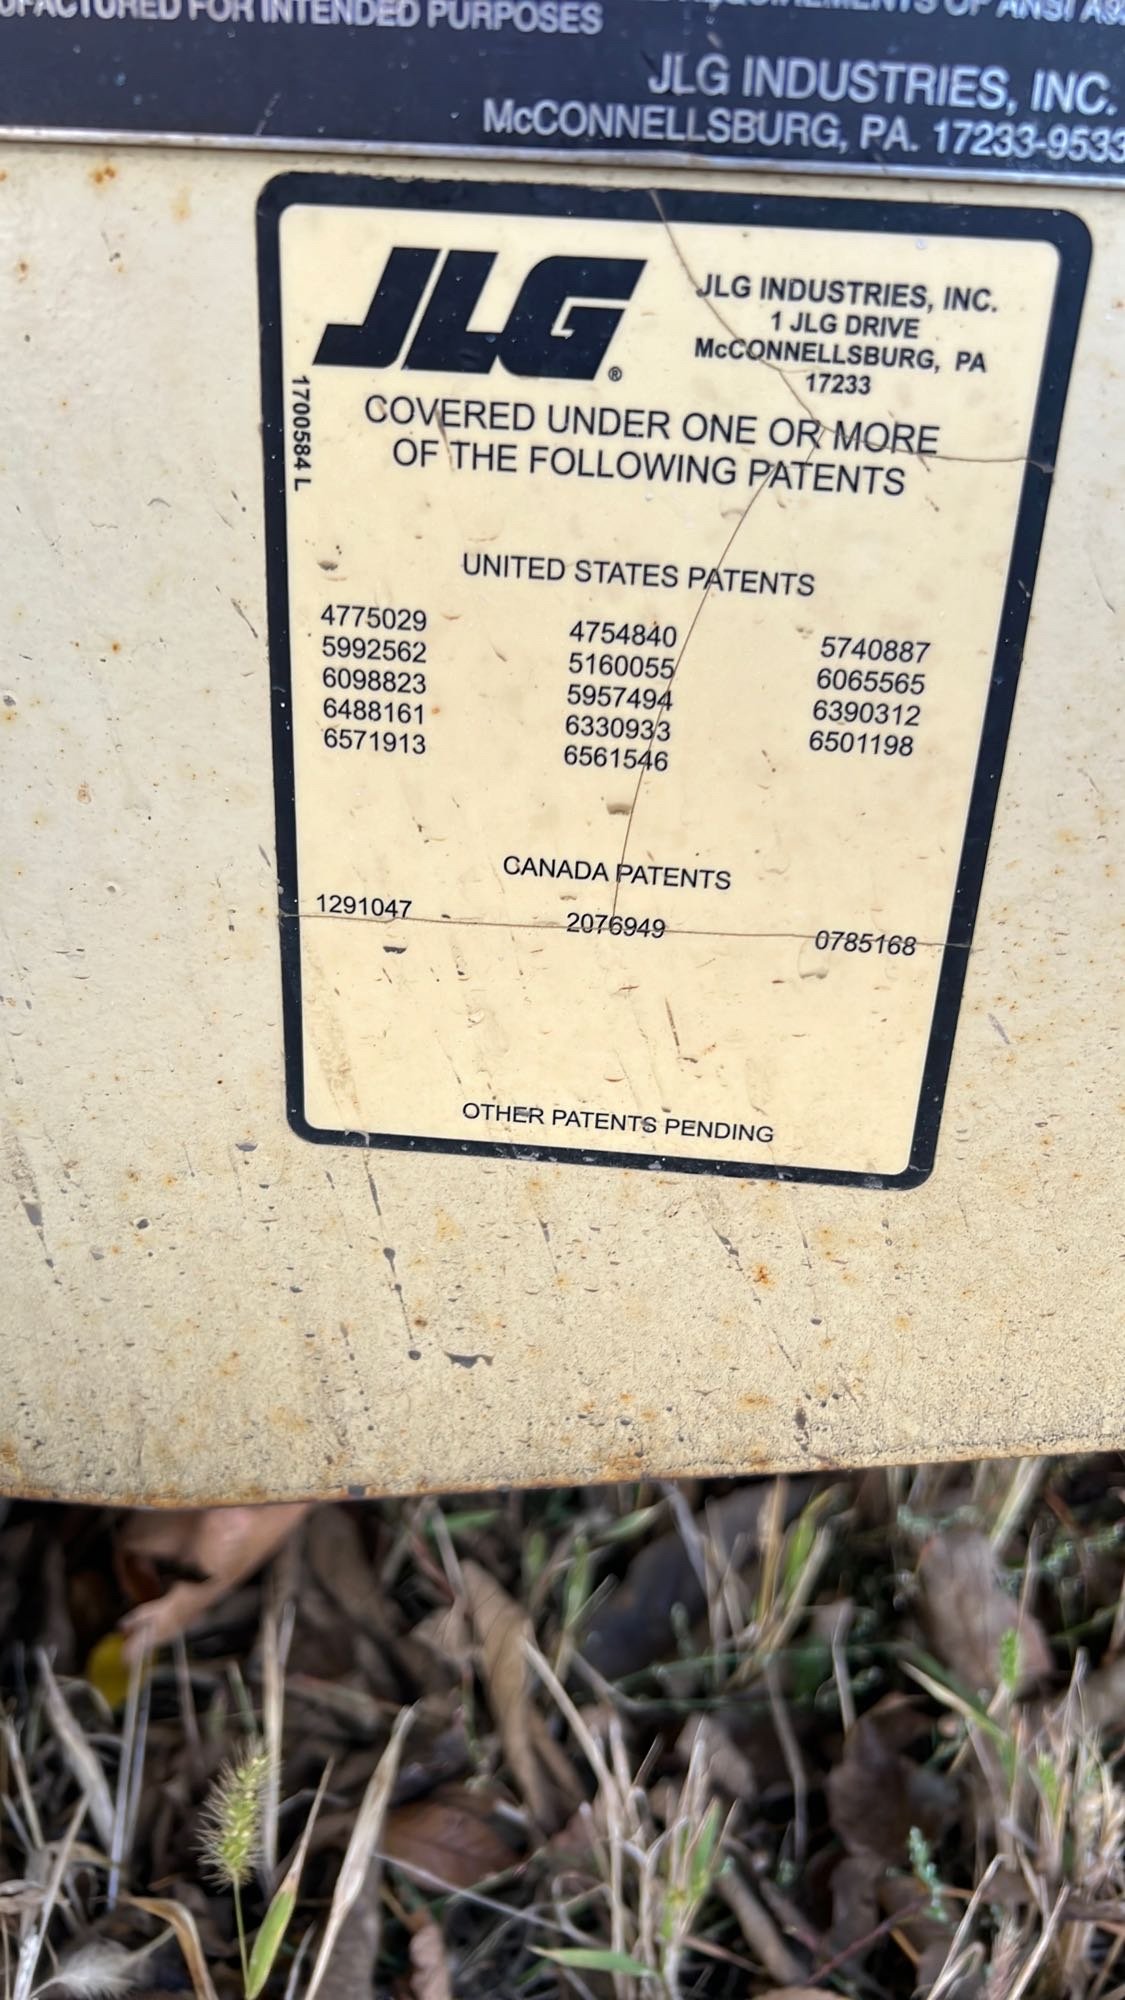 FOR INTENDED PURPOSES
OF ANSI
JLG INDUSTRIES, INC.
McCONNELLSBURG, PA. 17233-9533
JLG®
JLG INDUSTRIES, INC.
1 JLG DRIVE
McCONNELLSBURG, PA
17233
1700584 L
COVERED UNDER ONE OR MORE
OF THE FOLLOWING PATENTS
UNITED STATES PATENTS
4775029 4754840 5740887
5992562 5160055 6065565
6098823 5957494 6390312
6488161 6330933 6501198
6571913 6561546
CANADA PATENTS
1291047 2076949 0785168
OTHER PATENTS PENDING